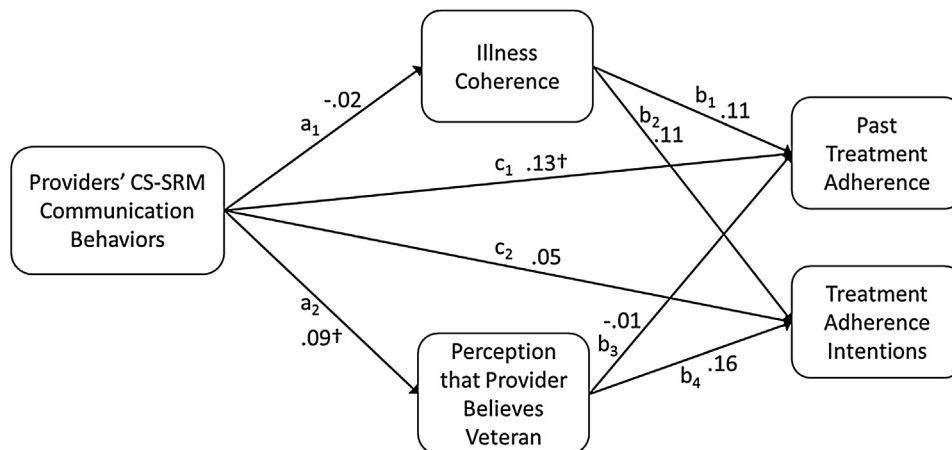 Illness
Coherence
-.02
a1
b1 .11
b2
.11
Past
Treatment
Adherence
Providers’ CS-SRM
Communication
Behaviors
c1 .13†
c2 .05
a2
.09†
Treatment
Adherence
Intentions
-.01
b3
b4 .16
Perception
that Provider
Believes
Veteran